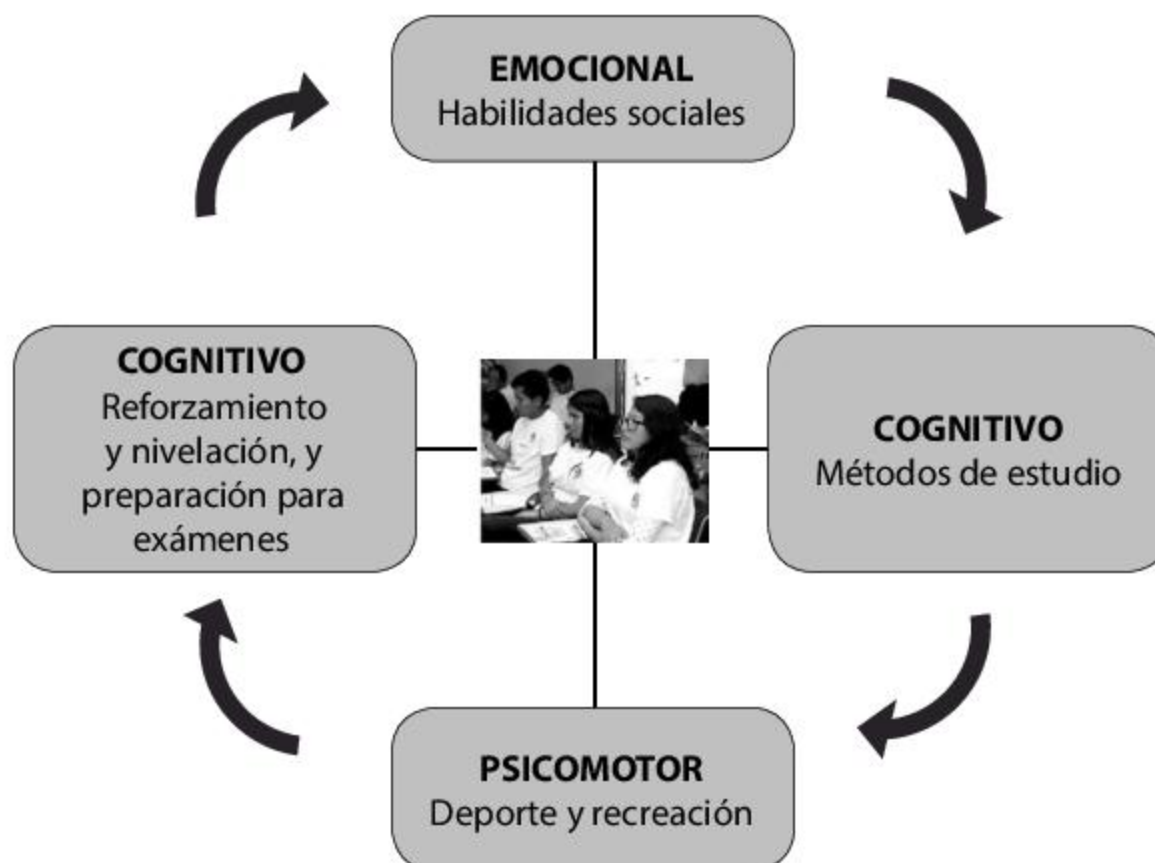 EMOCIONAL
Habilidades sociales
COGNITIVO
Reforzamiento
y nivelación, y
preparación para
exámenes
COGNITIVO
Métodos de estudio
PSICOMOTOR
Deporte y recreación